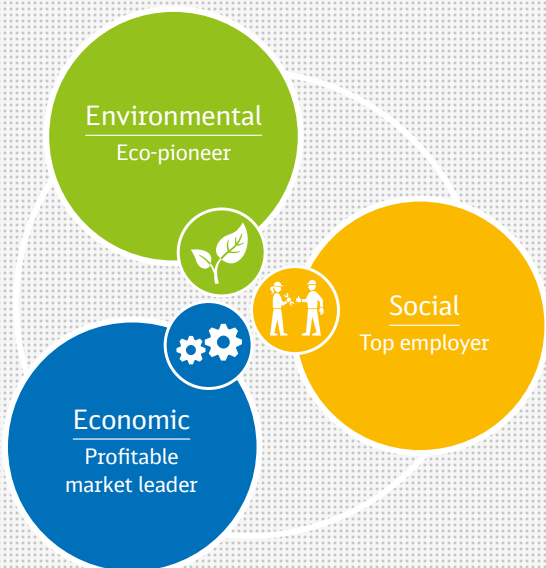 Environmental
Eco-pioneer
Social
Top employer
Economic
Profitable
market leader